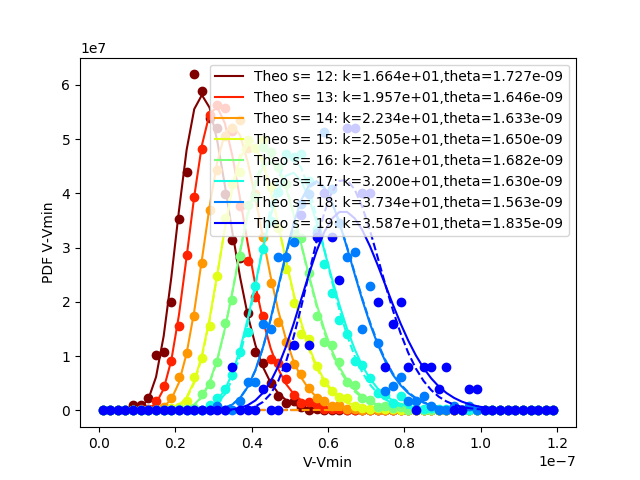 1e7
Theo s= 12: k=1.664e+01,theta=1.727e-09
Theo s= 13: k=1.957e+01,theta=1.646e-09
Theo s= 14: k=2.234e+01,theta=1.633e-09
Theo s= 15: k=2.505e+01,theta=1.650e-09
Theo s= 16: k=2.761e+01,theta=1.682e-09
Theo s= 17: k=3.200e+01,theta=1.630e-09
Theo s= 18: k=3.734e+01,theta=1.563e-09
Theo s= 19: k=3.587e+01,theta=1.835e-09
6
5
4
3
2
1
0
PDF V-Vmin
0.0 0.2 0.4 0.6 0.8 1.0 1.2
1e−7
V-Vmin